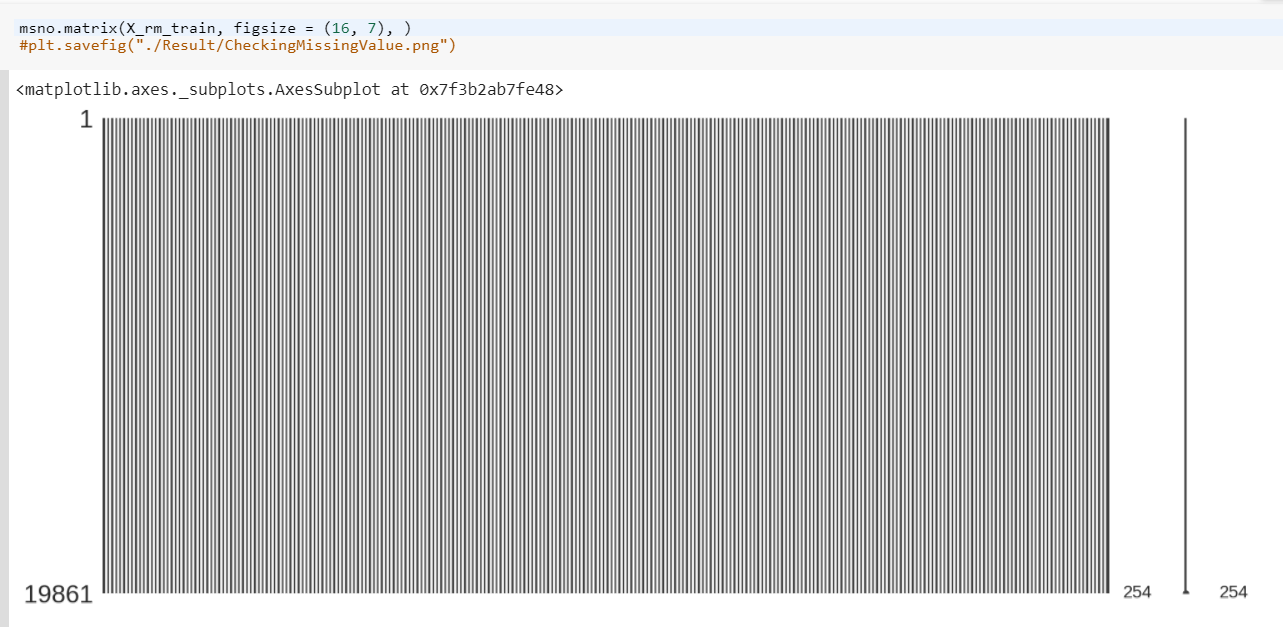 msno.matrix(X_rm_train, figsize = (16, 7), )
#plt.savefig("./Result/CheckingMissingValue.png")
<matplotlib.axes._subplots.AxesSubplot at 0x7f3b2ab7fe48>
1
19861
254
254